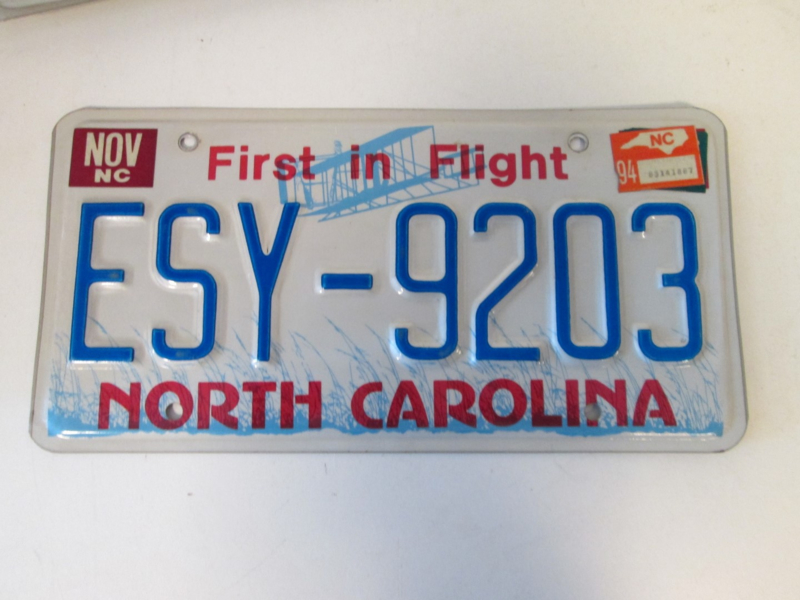 NOV
NC
First in Flight
NC
94
ESY-9203
NORTH CAROLINA